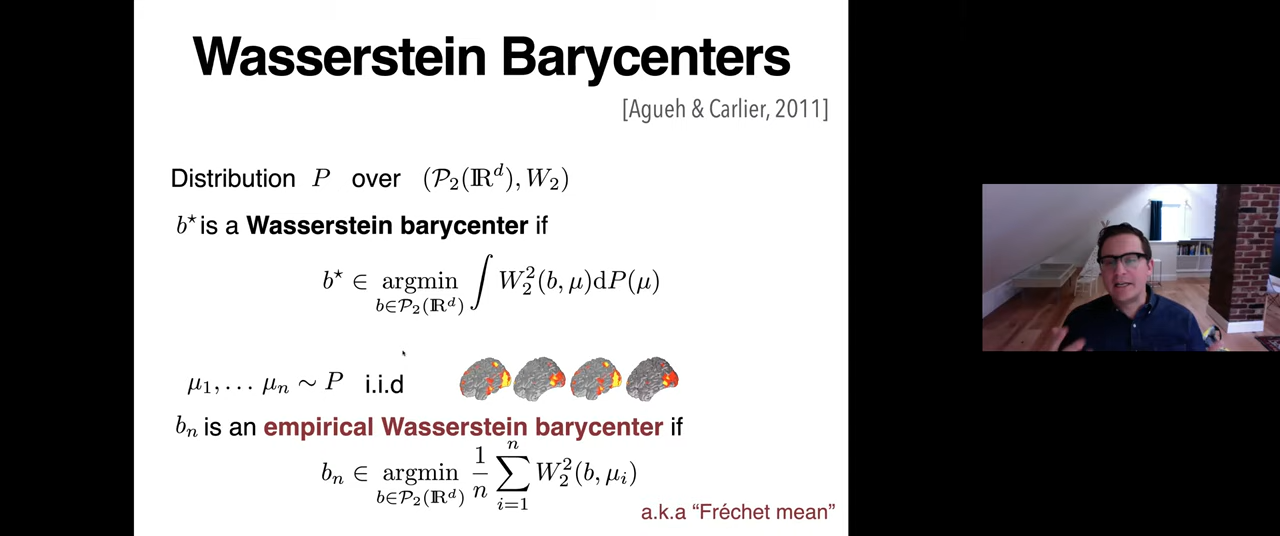 Wasserstein Barycenters
[Agueh & Carlier, 2011]
Distribution P over (𝒫₂(ℝᵈ), W₂)
b⋆ is a Wasserstein barycenter if
b⋆ ∈ argmin_{b∈𝒫₂(ℝᵈ)} ∫ W₂²(b, μ)dP(μ)
μ₁, … μₙ ∼ P i.i.d
bₙ is an empirical Wasserstein barycenter if
bₙ ∈ argmin_{b∈𝒫₂(ℝᵈ)} 1/n ∑_{i=1}^{n} W₂²(b, μᵢ)
a.k.a “Fréchet mean”